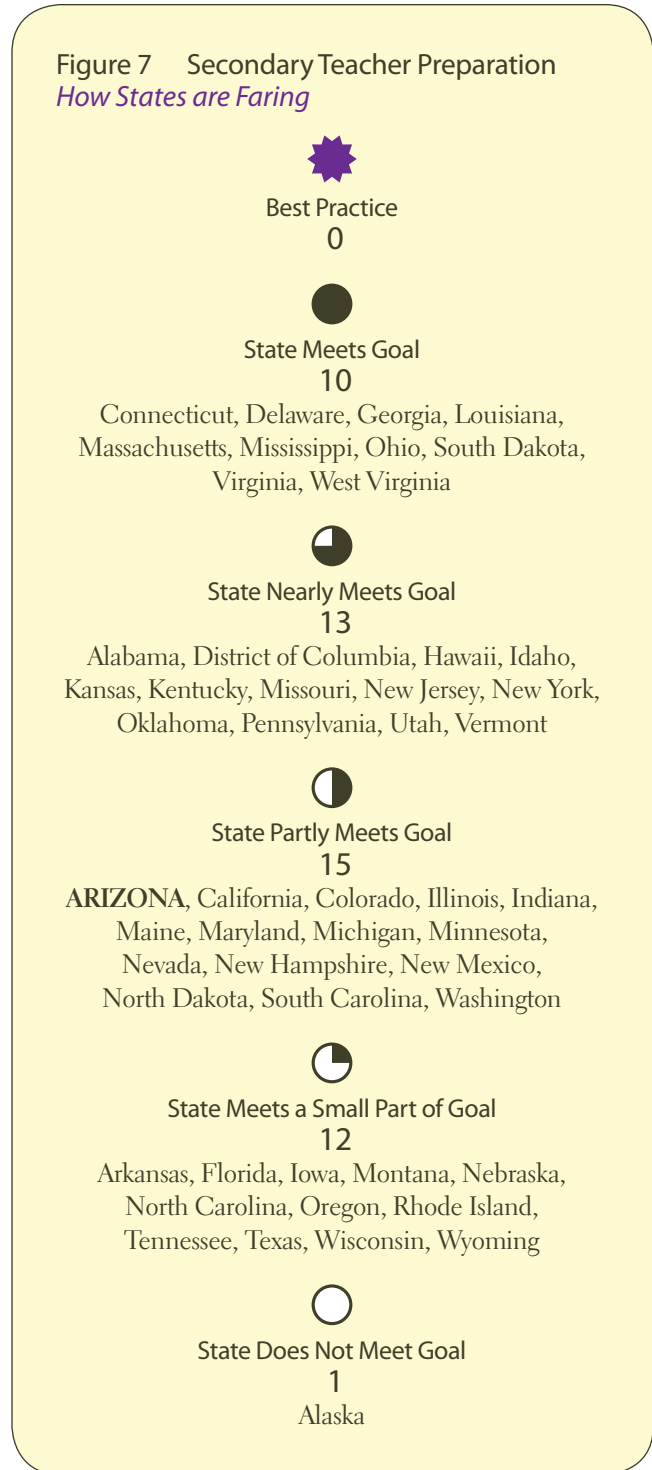 Figure 7 Secondary Teacher Preparation
How States are Faring
Best Practice
0
State Meets Goal
10
Connecticut, Delaware, Georgia, Louisiana,
Massachusetts, Mississippi, Ohio, South Dakota,
Virginia, West Virginia
State Nearly Meets Goal
13
Alabama, District of Columbia, Hawaii, Idaho,
Kansas, Kentucky, Missouri, New Jersey, New York,
Oklahoma, Pennsylvania, Utah, Vermont
State Partly Meets Goal
15
ARIZONA, California, Colorado, Illinois, Indiana,
Maine, Maryland, Michigan, Minnesota,
Nevada, New Hampshire, New Mexico,
North Dakota, South Carolina, Washington
State Meets a Small Part of Goal
12
Arkansas, Florida, Iowa, Montana, Nebraska,
North Carolina, Oregon, Rhode Island,
Tennessee, Texas, Wisconsin, Wyoming
State Does Not Meet Goal
1
Alaska